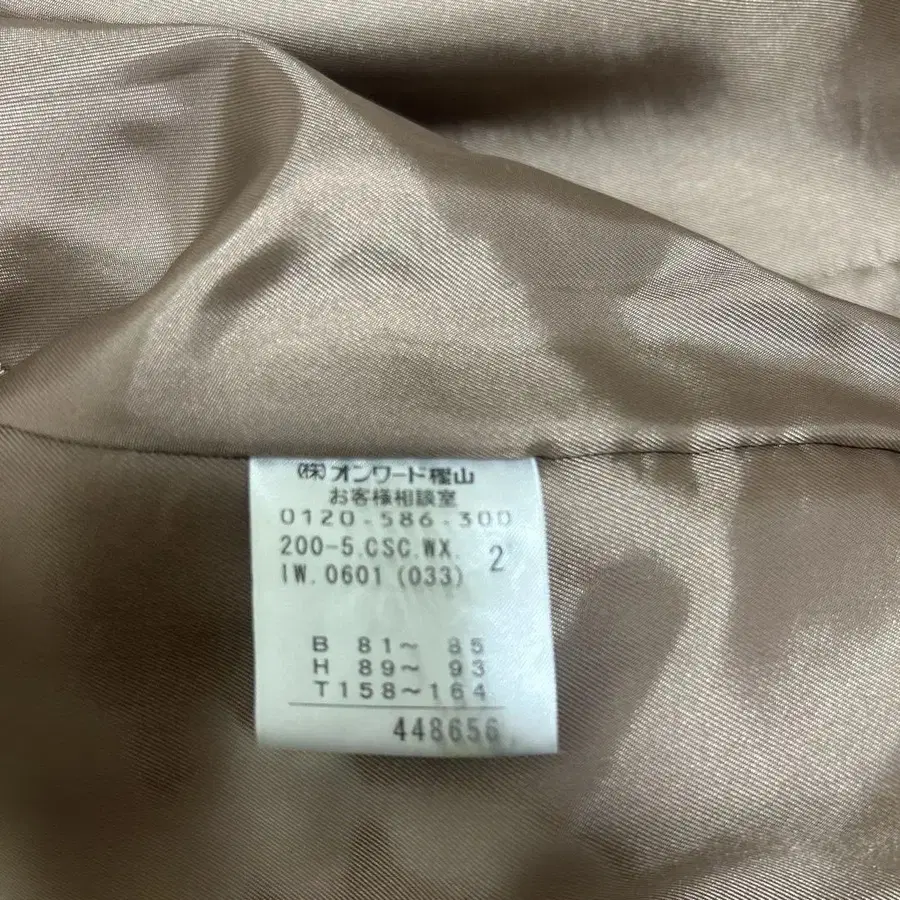 (株)オンワード樫山
お客様相談室
0120-586-300
200-5.CSC.WX. 2
IW.0601(033)
B 81～ 85
H 89～ 93
T158～164
448656